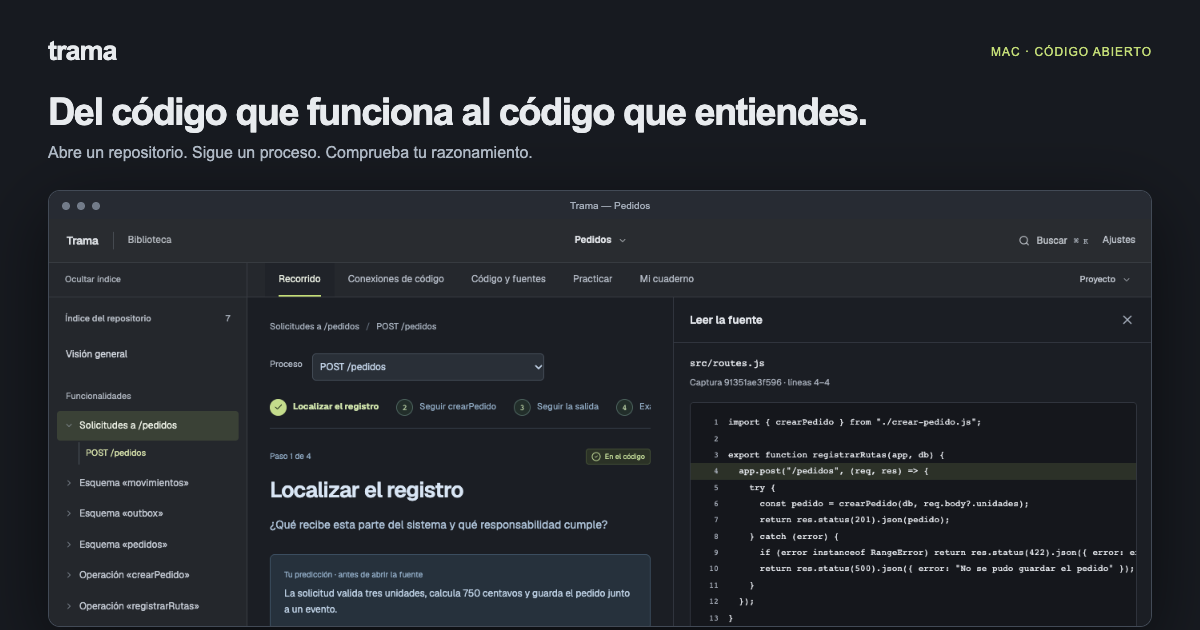 trama
MAC · CÓDIGO ABIERTO
Del código que funciona al código que entiendes.
Abre un repositorio. Sigue un proceso. Comprueba tu razonamiento.
Trama — Pedidos
Trama
Biblioteca
Pedidos
Buscar ⌘ K
Ajustes
Ocultar índice
Recorrido
Conexiones de código
Código y fuentes
Practicar
Mi cuaderno
Proyecto
Índice del repositorio
7
Visión general
Funcionalidades
Solicitudes a /pedidos
POST /pedidos
Esquema «movimientos»
Esquema «outbox»
Esquema «pedidos»
Operación «crearPedido»
Operación «registrarRutas»
Solicitudes a /pedidos / POST /pedidos
Proceso
POST /pedidos
Localizar el registro
2 Seguir crearPedido
3 Seguir la salida
4
Paso 1 de 4
En el código
Localizar el registro
¿Qué recibe esta parte del sistema y qué responsabilidad cumple?
Tu predicción · antes de abrir la fuente
La solicitud valida tres unidades, calcula 750 centavos y guarda el pedido junto
a un evento.
Leer la fuente
src/routes.js
Captura 91351ae3f596 · líneas 4–4
1 import { crearPedido } from "./crear-pedido.js";
2
3 export function registrarRutas(app, db) {
4 app.post("/pedidos", (req, res) => {
5 try {
6 const pedido = crearPedido(db, req.body?.unidades);
7 return res.status(201).json(pedido);
8 } catch (error) {
9 if (error instanceof RangeError) return res.status(422).json({ error:
10 return res.status(500).json({ error: "No se pudo guardar el pedido" });
11 }
12 });
13 }